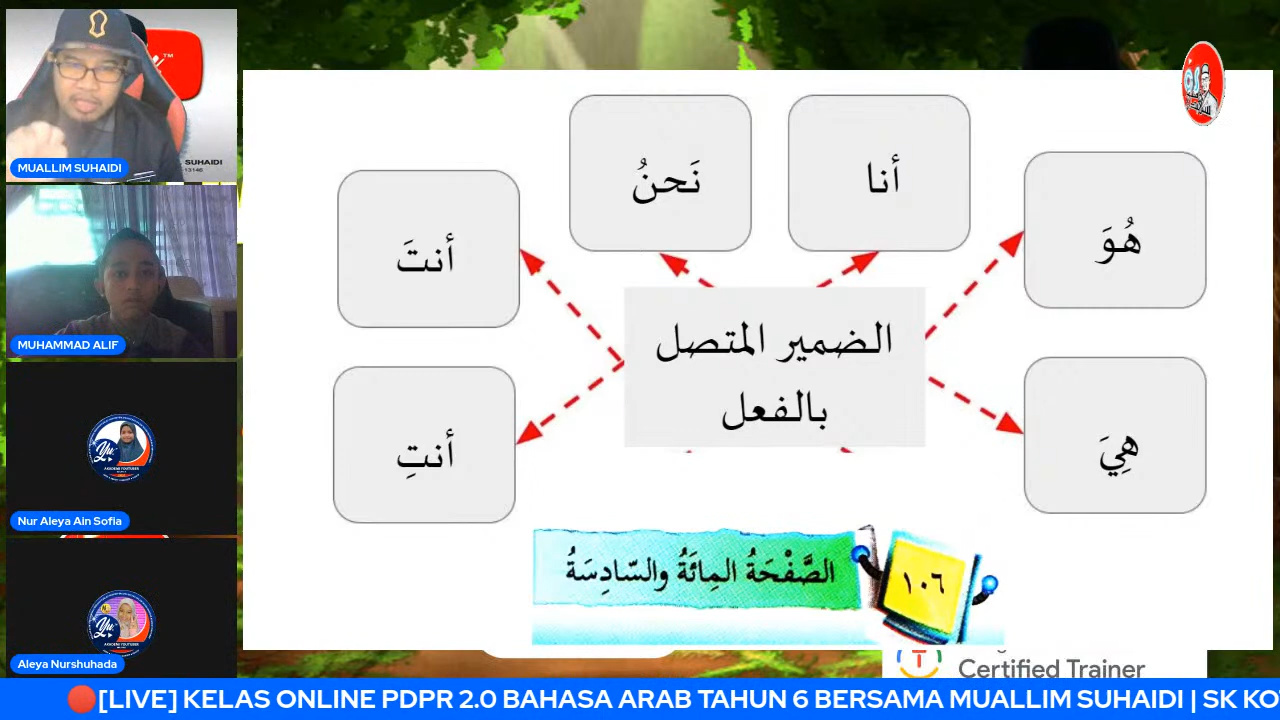 TM
SUHAIDI
MUALLIM SUHAIDI
MUHAMMAD ALIF
Nur Aleya Ain Sofia
Aleya Nurshuhada
أنا
نَحنُ
هُوَ
أنتَ
الضمير المتصل
بالفعل
هِيَ
أنتِ
الصَّفْحَةُ المِائَةُ والسّادِسَةُ
١٠٦
Certified Trainer
🔴[LIVE] KELAS ONLINE PDPR 2.0 BAHASA ARAB TAHUN 6 BERSAMA MUALLIM SUHAIDI | SK KO